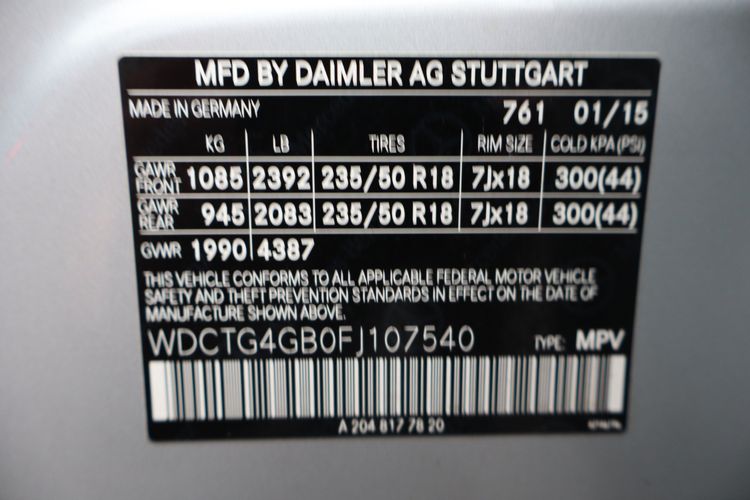 MFD BY DAIMLER AG STUTTGART
MADE IN GERMANY 761 01/15
KG LB TIRES RIM SIZE COLD KPA (PSI)
GAWR FRONT 1085 2392 235/50 R18 7Jx18 300(44)
GAWR REAR 945 2083 235/50 R18 7Jx18 300(44)
GVWR 1990 4387
THIS VEHICLE CONFORMS TO ALL APPLICABLE FEDERAL MOTOR VEHICLE
SAFETY AND THEFT PREVENTION STANDARDS IN EFFECT ON THE DATE OF
MANUFACTURE SHOWN ABOVE.
WDCTG4GB0FJ107540 TYPE: MPV
A 204 817 78 20